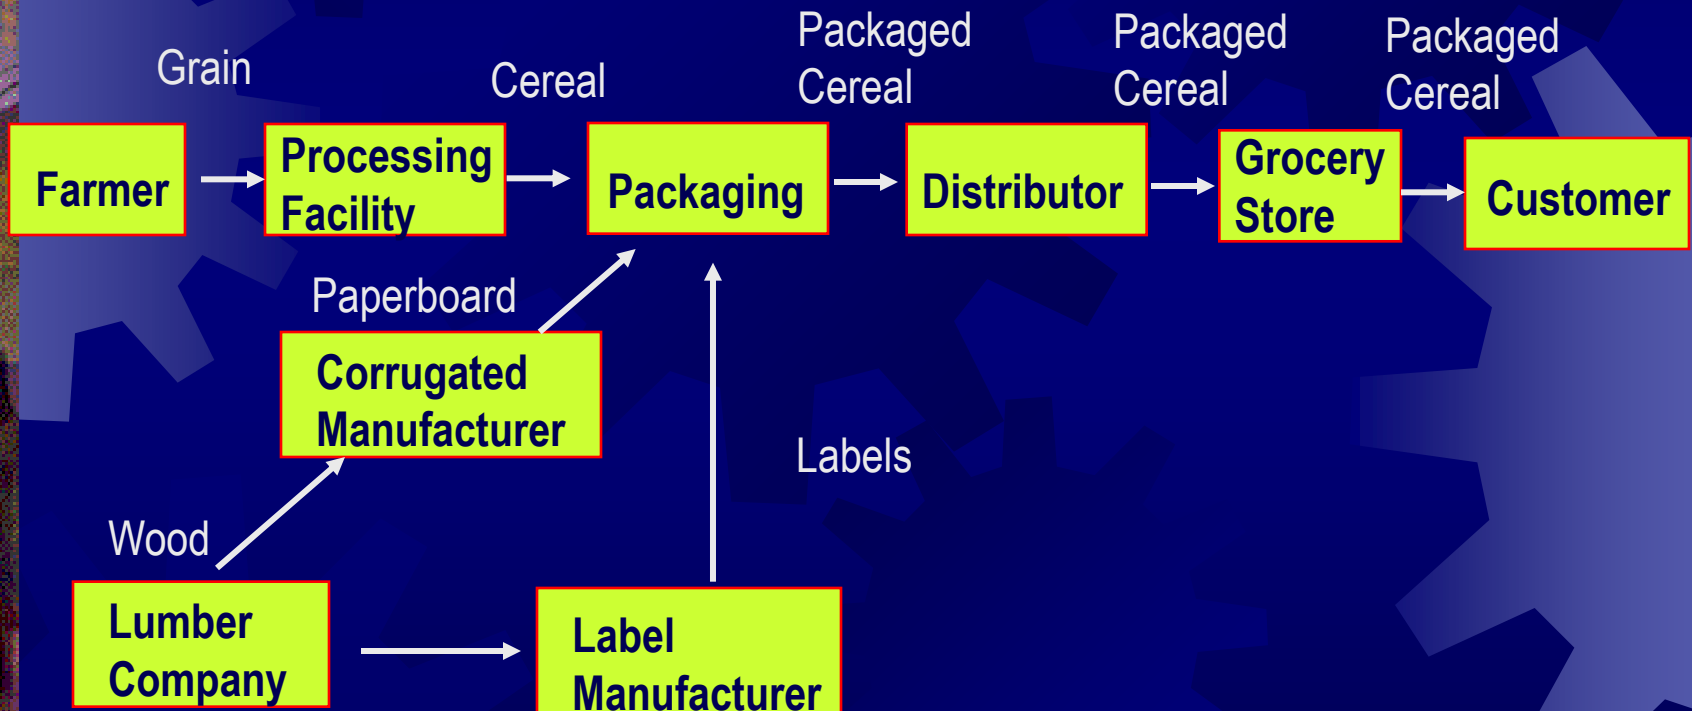 Grain
Cereal
Packaged
Cereal
Packaged
Cereal
Packaged
Cereal
Farmer
Processing
Facility
Packaging
Distributor
Grocery
Store
Customer
Paperboard
Corrugated
Manufacturer
Labels
Wood
Lumber
Company
Label
Manufacturer